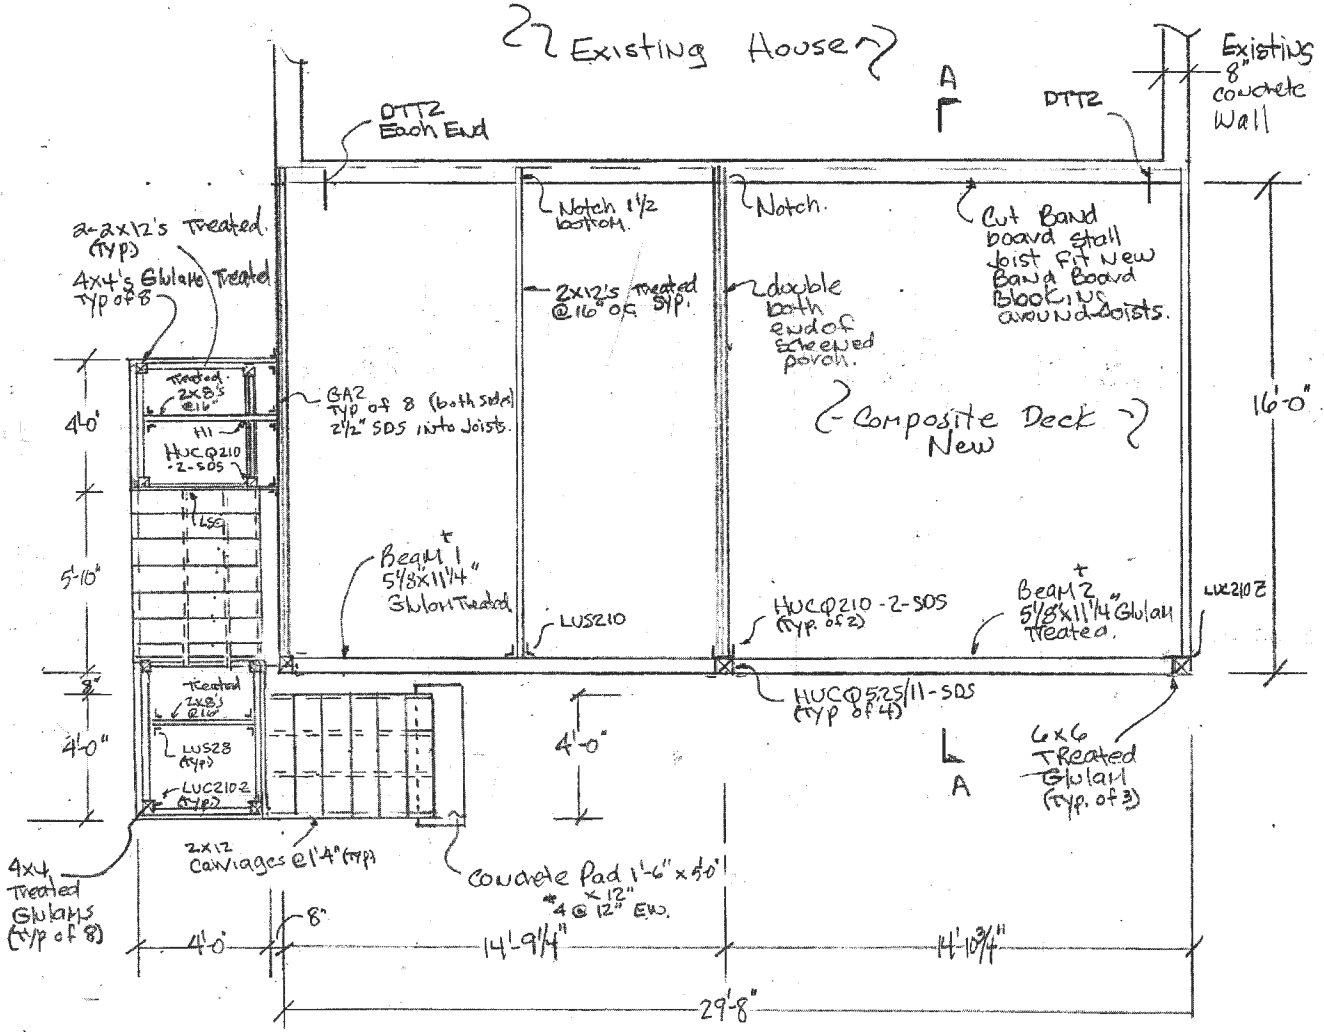 Existing House
Existing
8"
Concrete
Wall
A
DTT2
Each End
DTT2
Notch 1 1/2
bottom.
Notch.
Cut Band
board stall
Joist Fit New
Band Board
Blocking
around Joists.
2-2x12's Treated.
(Typ)
4x4's Glulam Treated
Typ of 8
2x12's Treated
@16" OC Syp.
double
both
end of
screened
porch.
4'-0"
Treated
2x8's
@16"
H1
HUCQ210
-2-SDS
GA2
Typ of 8 (both sides)
2 1/2" SDS into Joists.
Composite Deck
New
16'-0"
LSC
5'-10"
Beam #1
5 1/8" x 11 1/4"
Glulam Treated
LUS210
HUCQ210-2-SDS
(Typ. of 2)
Beam #2
5 1/8" x 11 1/4" Glulam
Treated.
LUC210Z
HUCQ525/11-SDS
(Typ of 4)
8"
4'-0"
Treated
2x8's
@16"
LUS28
(Typ)
LUC210-Z
(Typ.)
4'-0"
A
6x6
Treated
Glulam
(Typ. of 3)
2x12
Carriages @ 1'4" (Typ)
Concrete Pad 1'-6" x 5'-0"
x 12"
#4 @ 12" EW.
4x4
Treated
Glulams
(Typ of 8)
4'-0"
8"
14'-9 1/4"
14'-10 3/4"
29'-8"